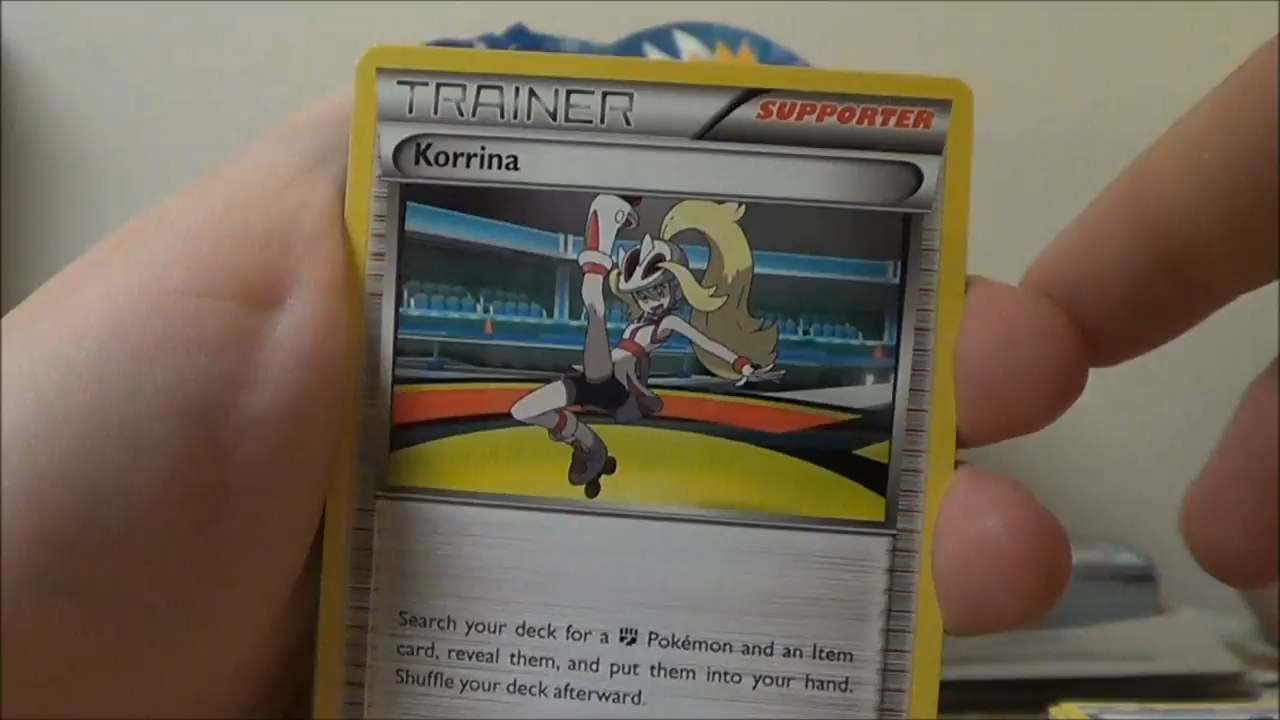 TRAINER SUPPORTER
Korrina
Search your deck for a Pokémon and an Item
card, reveal them, and put them into your hand.
Shuffle your deck afterward.